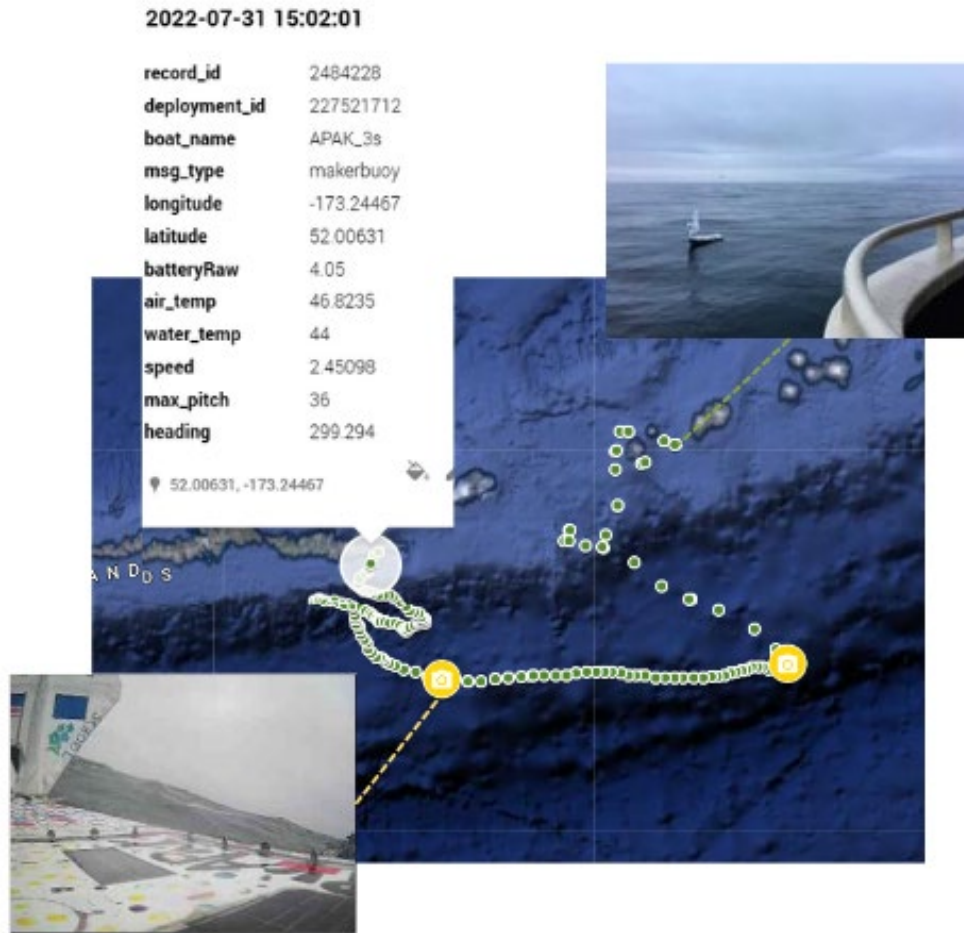 2022-07-31 15:02:01
record_id 2484228
deployment_id 227521712
boat_name APAK_3s
msg_type makerbuoy
longitude -173.24467
latitude 52.00631
batteryRaw 4.05
air_temp 46.8235
water_temp 44
speed 2.45098
max_pitch 36
heading 299.294
52.00631, -173.24467
A N D D S